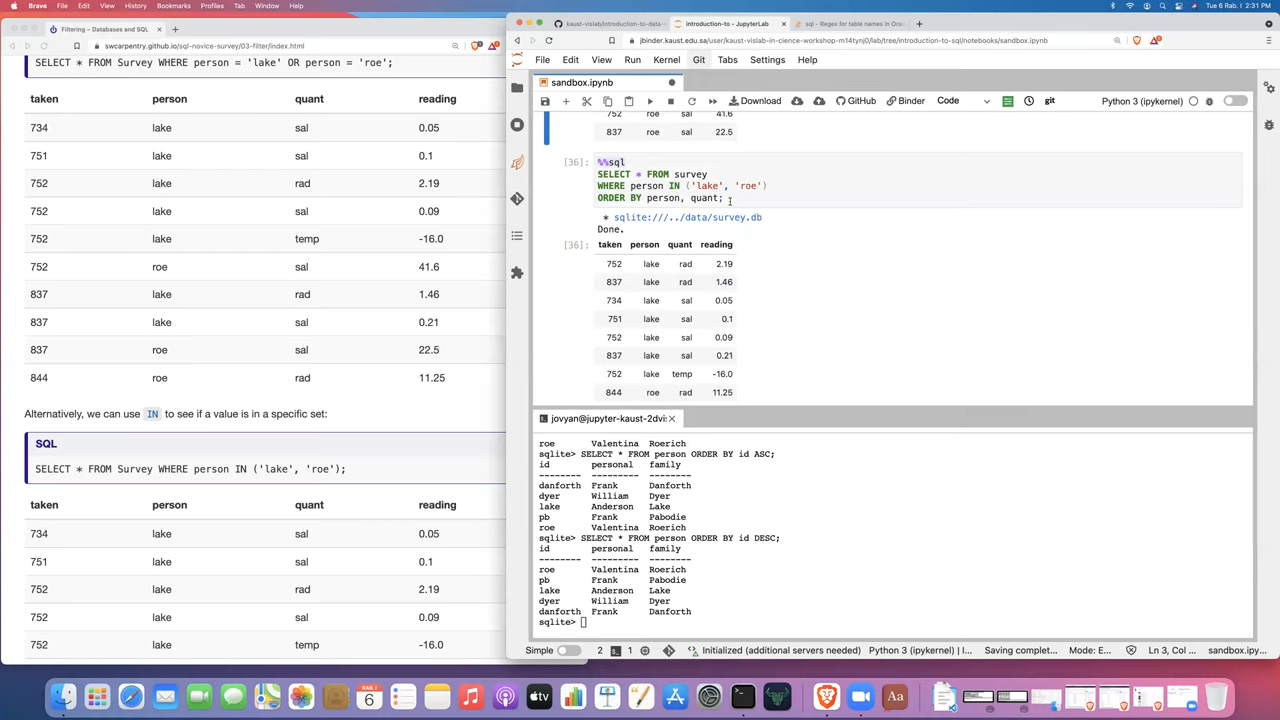 Brave File Edit View History Bookmarks Profiles Tab Window Help
Tue 6 Rab. I 2:31 PM
Filtering – Databases and SQL
swcarpentry.github.io/sql-novice-survey/03-filter/index.html
SELECT * FROM Survey WHERE person = 'lake' OR person = 'roe';
taken person quant reading
734 lake sal 0.05
751 lake sal 0.1
752 lake rad 2.19
752 lake sal 0.09
752 lake temp -16.0
752 roe sal 41.6
837 lake rad 1.46
837 lake sal 0.21
837 roe sal 22.5
844 roe rad 11.25
Alternatively, we can use IN to see if a value is in a specific set:
SQL
SELECT * FROM Survey WHERE person IN ('lake', 'roe');
taken person quant reading
734 lake sal 0.05
751 lake sal 0.1
752 lake rad 2.19
752 lake sal 0.09
752 lake temp -16.0
kaust-vislab/introduction-to-data-
introduction-to - JupyterLab
sql - Regex for table names in Ora
jbinder.kaust.edu.sa/user/kaust-vislab-in-cience-workshop-m14tynj0/lab/tree/introduction-to-sql/notebooks/sandbox.ipynb
File Edit View Run Kernel Git Tabs Settings Help
sandbox.ipynb
Download GitHub Binder Code git Python 3 (ipykernel)
752 roe sal 41.6
837 roe sal 22.5
[36]: %%sql
SELECT * FROM survey
WHERE person IN ('lake', 'roe')
ORDER BY person, quant;
* sqlite:///../data/survey.db
Done.
[36]: taken person quant reading
752 lake rad 2.19
837 lake rad 1.46
734 lake sal 0.05
751 lake sal 0.1
752 lake sal 0.09
837 lake sal 0.21
752 lake temp -16.0
844 roe rad 11.25
jovyan@jupyter-kaust-2dvis
roe Valentina Roerich
sqlite> SELECT * FROM person ORDER BY id ASC;
id personal family
-------- --------- --------
danforth Frank Danforth
dyer William Dyer
lake Anderson Lake
pb Frank Pabodie
roe Valentina Roerich
sqlite> SELECT * FROM person ORDER BY id DESC;
id personal family
-------- --------- --------
roe Valentina Roerich
pb Frank Pabodie
lake Anderson Lake
dyer William Dyer
danforth Frank Danforth
sqlite>
Simple 2 1 Initialized (additional servers needed) Python 3 (ipykernel) | I... Saving complet... Mode: E... Ln 3, Col ... sandbox.ipy...